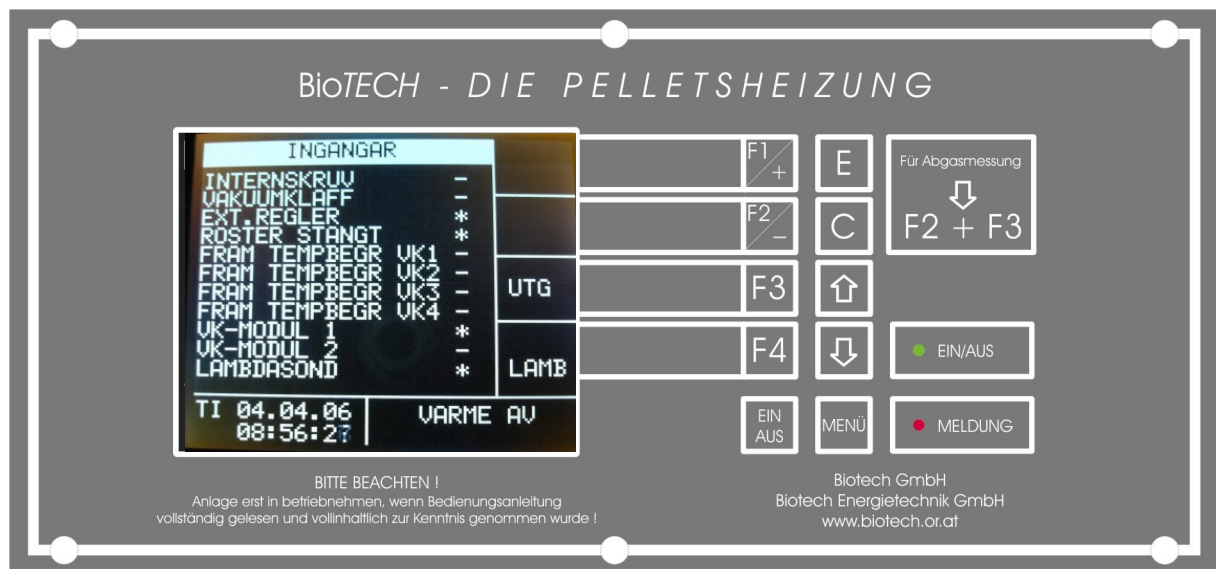 BioTECH - DIE PELLETSHEIZUNG
INGANGAR
INTERNSKRUV -
VAKUUMKLAFF -
EXT.REGLER *
ROSTER STANGT *
FRAM TEMPBEGR VK1 -
FRAM TEMPBEGR VK2 -
FRAM TEMPBEGR VK3 -
FRAM TEMPBEGR VK4 -
VK-MODUL 1 *
VK-MODUL 2 -
LAMBDASOND *
UTG
LAMB
TI 04.04.06
08:56:2
VARME AV
F1/+
F2/-
F3
F4
E
C
Für Abgasmessung
F2 + F3
EIN/AUS
EIN
AUS
MENÜ
MELDUNG
BITTE BEACHTEN !
Anlage erst in betriebnehmen, wenn Bedienungsanleitung
vollständig gelesen und vollinhaltlich zur Kenntnis genommen wurde !
Biotech GmbH
Biotech Energietechnik GmbH
www.biotech.or.at